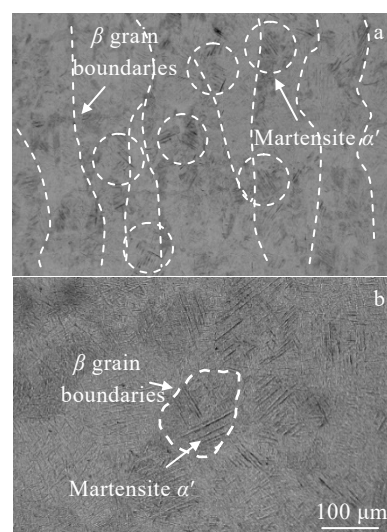 a
β grain
boundaries
Martensite α′
b
β grain
boundaries
Martensite α′
100 μm